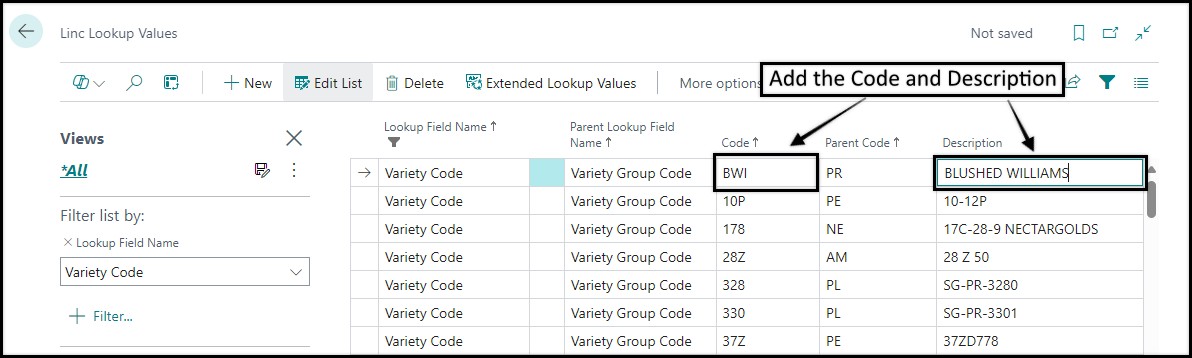 Linc Lookup Values
Not saved
New Edit List Delete Extended Lookup Values More options
Add the Code and Description
Views
*All
Filter list by:
× Lookup Field Name
Variety Code
+ Filter...
Lookup Field Name ↑ Parent Lookup Field Name ↑ Code ↑ Parent Code ↑ Description
→ Variety Code Variety Group Code BWI PR BLUSHED WILLIAMS
Variety Code Variety Group Code 10P PE 10-12P
Variety Code Variety Group Code 178 NE 17C-28-9 NECTARGOLDS
Variety Code Variety Group Code 28Z AM 28 Z 50
Variety Code Variety Group Code 328 PL SG-PR-3280
Variety Code Variety Group Code 330 PL SG-PR-3301
Variety Code Variety Group Code 37Z PE 37ZD778